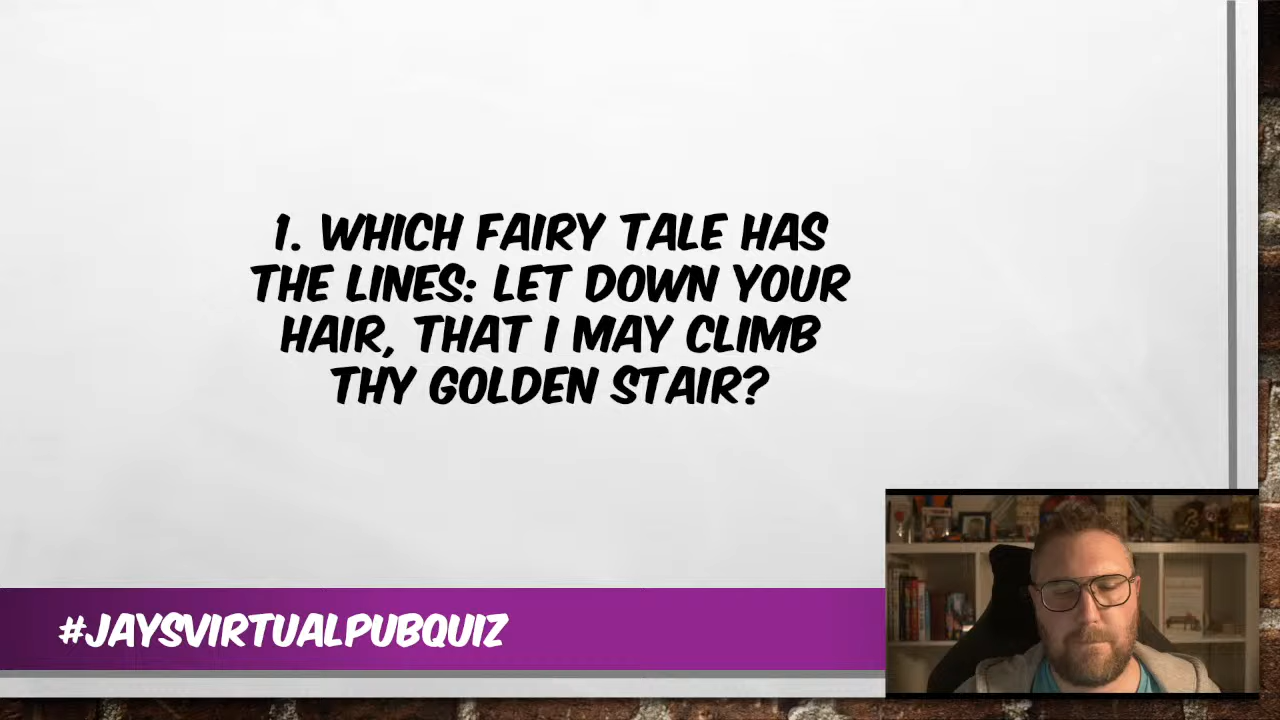 1. WHICH FAIRY TALE HAS
THE LINES: LET DOWN YOUR
HAIR, THAT I MAY CLIMB
THY GOLDEN STAIR?
#JAYSVIRTUALPUBQUIZ